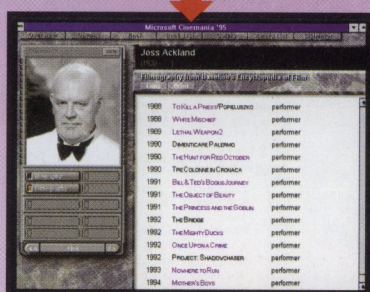 Microsoft Cinemania '95
Joss Ackland
Filmography from Baseline's Encyclopedia of Film
1988 TO KILL A PRIEST/POPIELUSZKO performer
1988 WHITE MISCHIEF performer
1989 LETHAL WEAPON 2 performer
1990 DIMENTICARE PALERMO performer
1990 THE HUNT FOR RED OCTOBER performer
1990 TRE COLONNE IN CRONACA performer
1991 BILL & TED'S BOGUS JOURNEY performer
1991 THE OBJECT OF BEAUTY performer
1991 THE PRINCESS AND THE GOBLIN performer
1992 THE BRIDGE performer
1992 THE MIGHTY DUCKS performer
1992 ONCE UPON A CRIME performer
1992 PROJECT: SHADOWCHASER performer
1993 NOWHERE TO RUN performer
1994 MOTHER'S BOYS performer